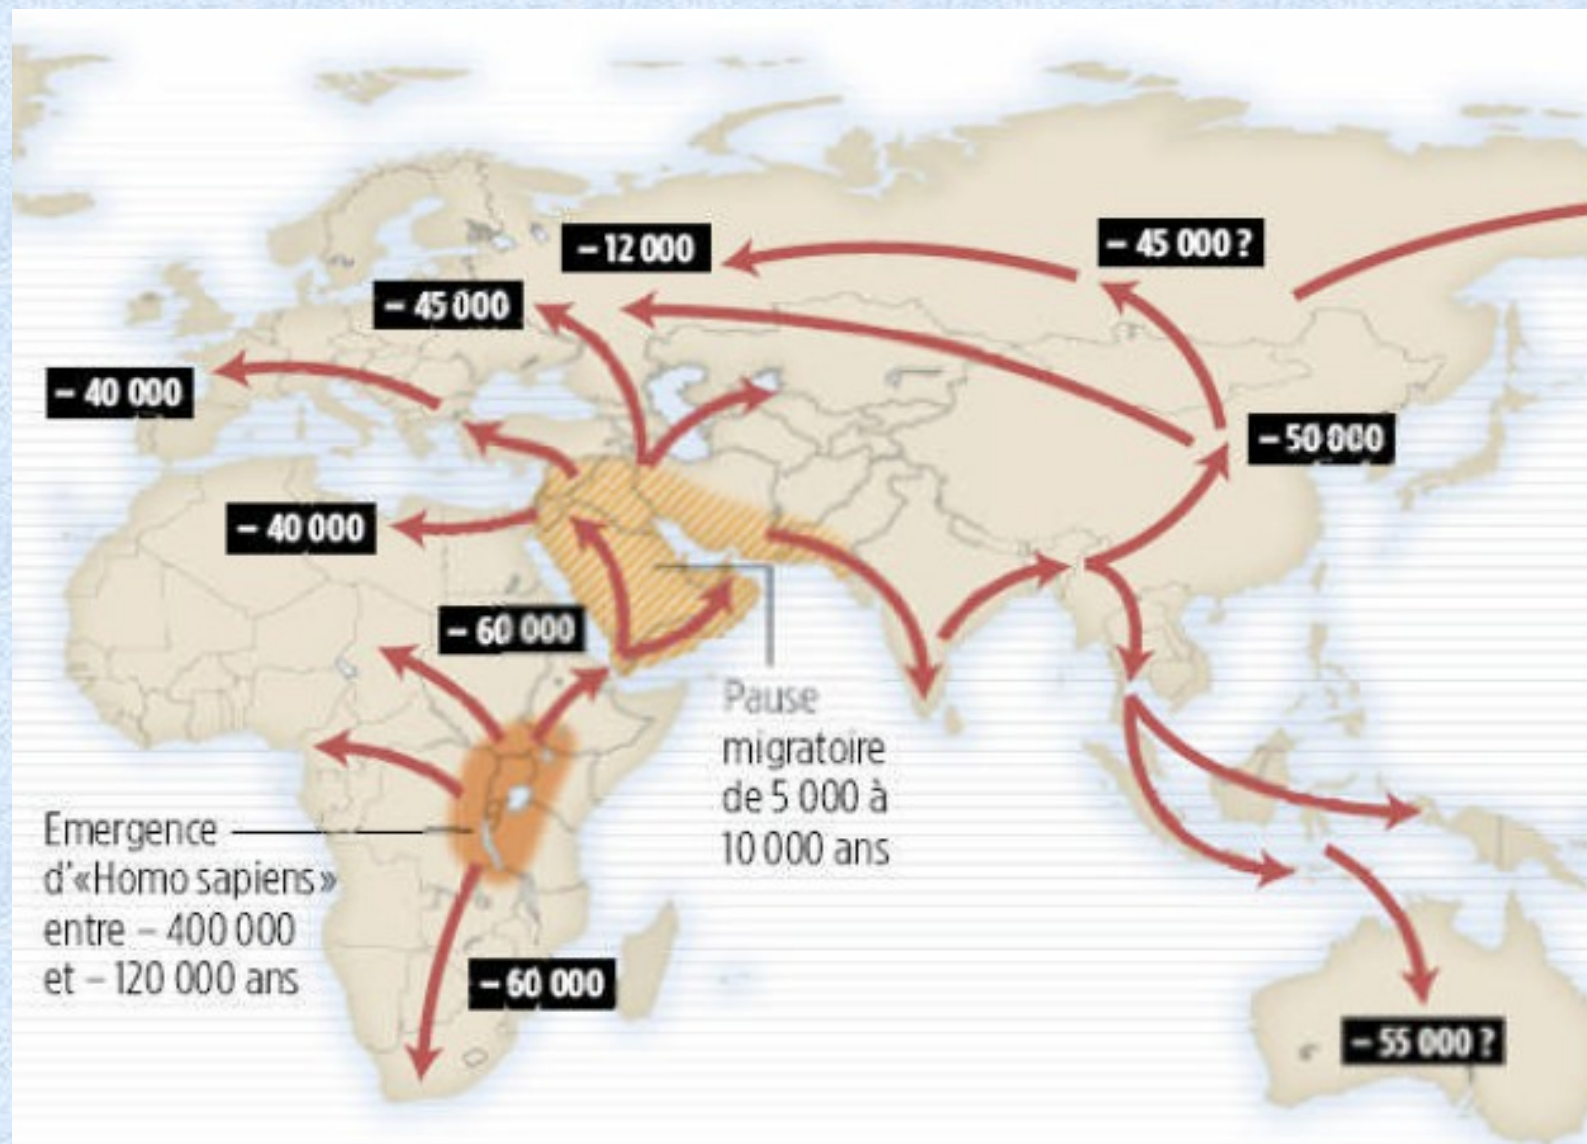 – 12 000
– 45 000 ?
– 45 000
– 40 000
– 50 000
– 40 000
– 60 000
Pause
migratoire
de 5 000 à
10 000 ans
Emergence
d'«Homo sapiens»
entre – 400 000
et – 120 000 ans
– 60 000
– 55 000 ?